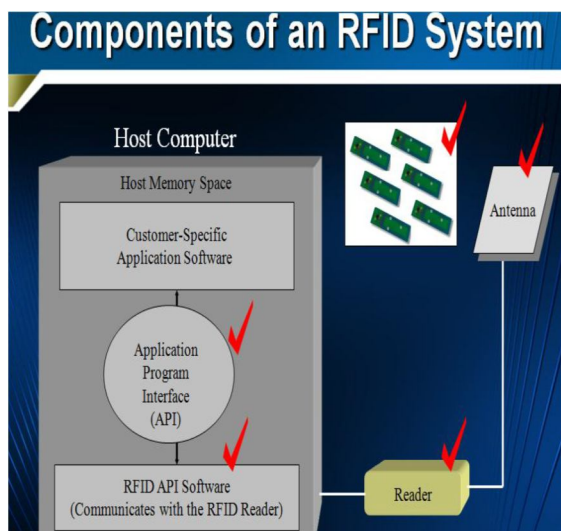 Components of an RFID System
Host Computer
Host Memory Space
Customer-Specific
Application Software
Application
Program
Interface
(API)
RFID API Software
(Communicates with the RFID Reader)
Reader
Antenna